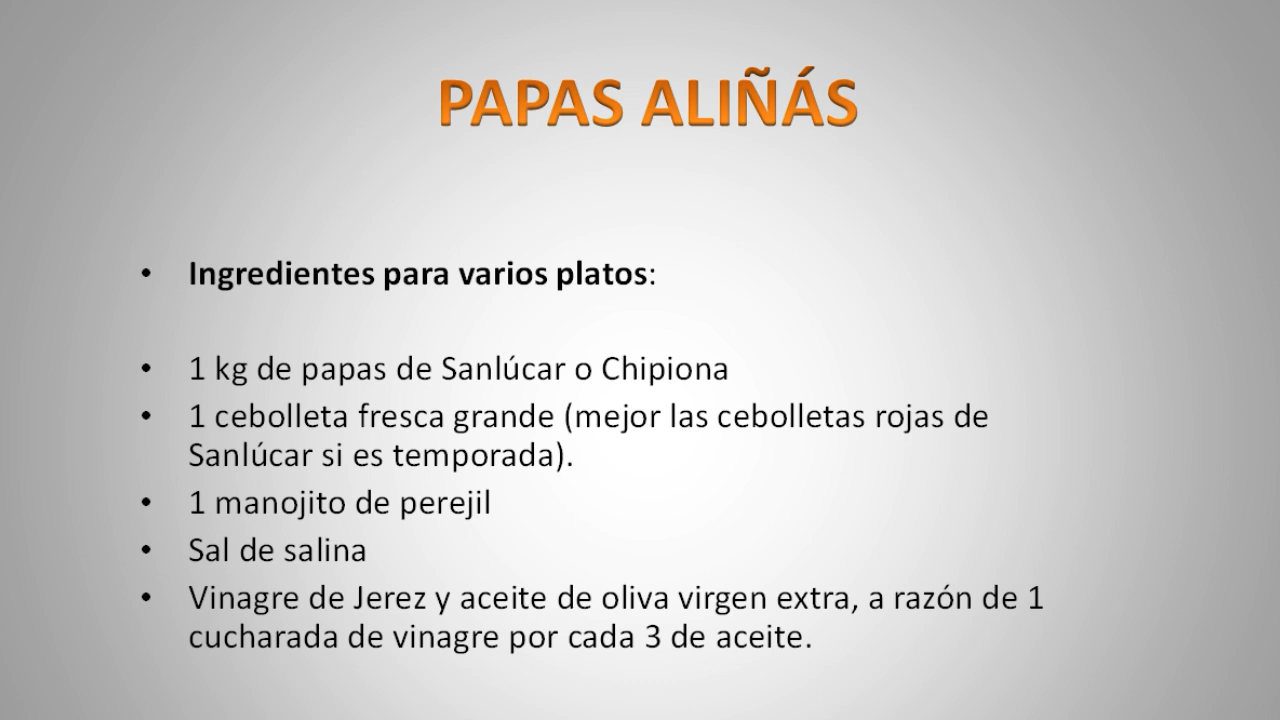 PAPAS ALIÑÁS
• Ingredientes para varios platos:
• 1 kg de papas de Sanlúcar o Chipiona
• 1 cebolleta fresca grande (mejor las cebolletas rojas de
Sanlúcar si es temporada).
• 1 manojito de perejil
• Sal de salina
• Vinagre de Jerez y aceite de oliva virgen extra, a razón de 1
cucharada de vinagre por cada 3 de aceite.